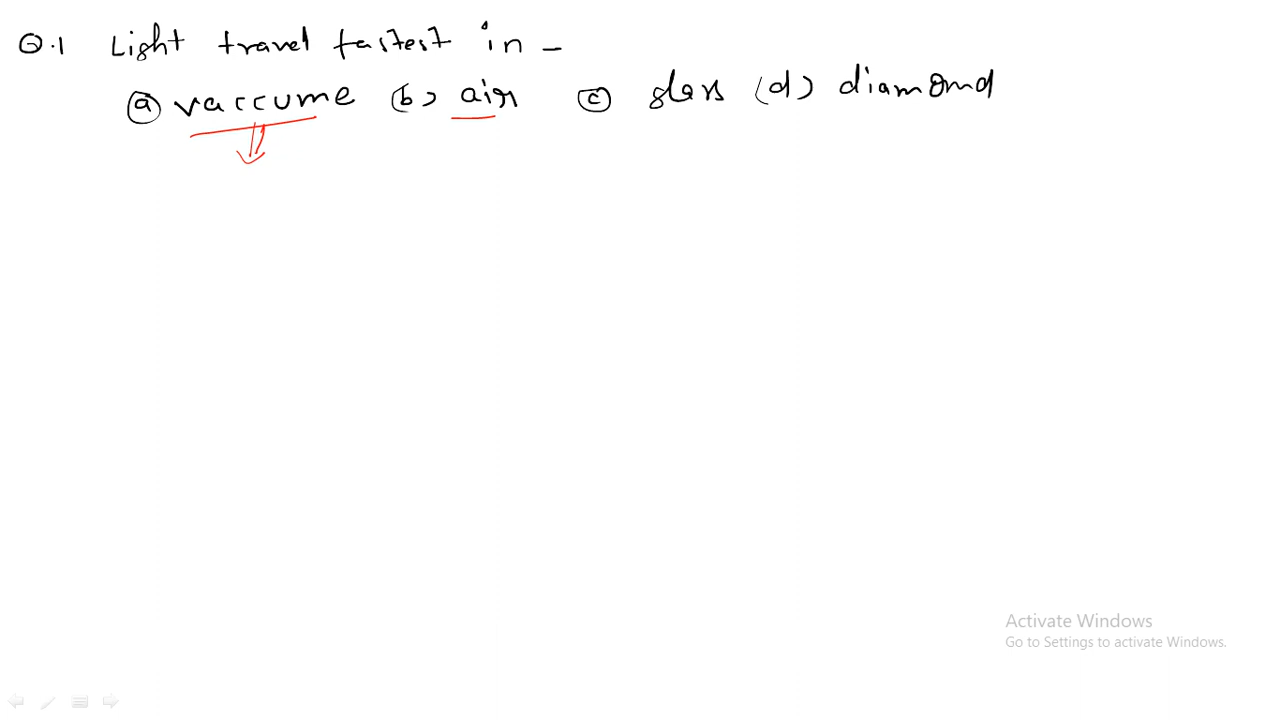 Q.1 Light travel fastest in –
(a) vaccume (b) air (c) glass (d) diamond
Activate Windows
Go to Settings to activate Windows.